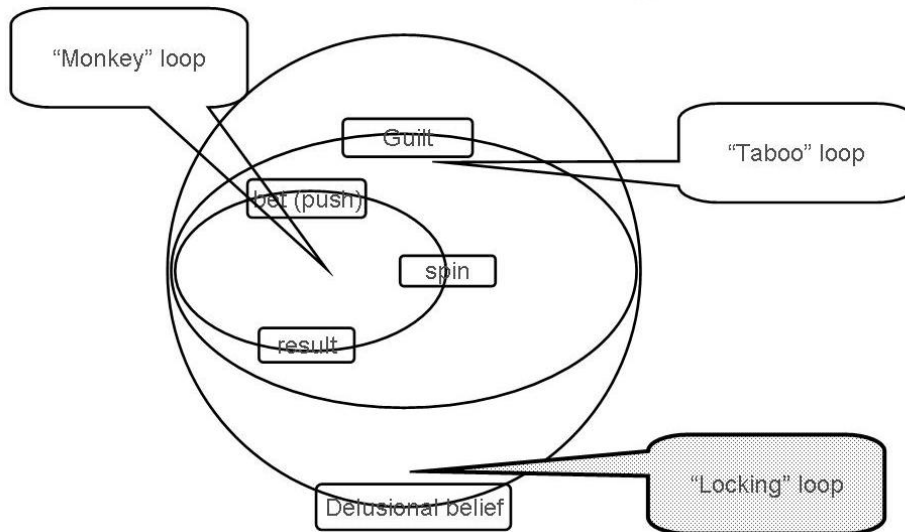 “Monkey” loop
Guilt
“Taboo” loop
bet (push)
spin
result
“Locking” loop
Delusional belief